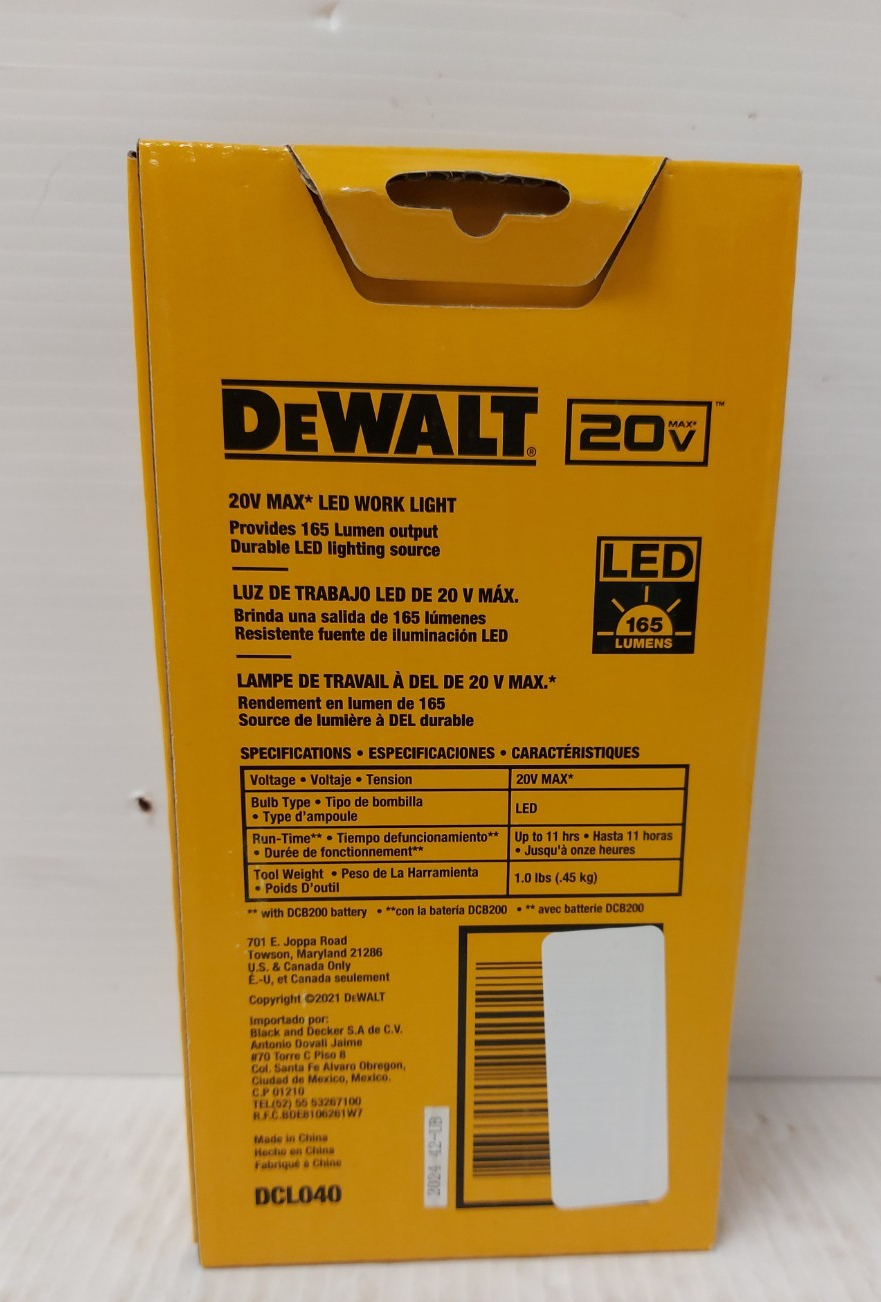 DEWALT®
20V MAX* ™
20V MAX* LED WORK LIGHT
Provides 165 Lumen output
Durable LED lighting source
LED
165
LUMENS
LUZ DE TRABAJO LED DE 20 V MÁX.
Brinda una salida de 165 lúmenes
Resistente fuente de iluminación LED
LAMPE DE TRAVAIL À DEL DE 20 V MAX.*
Rendement en lumen de 165
Source de lumière à DEL durable
SPECIFICATIONS • ESPECIFICACIONES • CARACTÉRISTIQUES
Voltage • Voltaje • Tension
20V MAX*
Bulb Type • Tipo de bombilla
• Type d'ampoule
LED
Run-Time** • Tiempo defuncionamiento**
• Durée de fonctionnement**
Up to 11 hrs • Hasta 11 horas
• Jusqu'à onze heures
Tool Weight • Peso de La Harramienta
• Poids D'outil
1.0 lbs (.45 kg)
** with DCB200 battery • **con la batería DCB200 • ** avec batterie DCB200
701 E. Joppa Road
Towson, Maryland 21286
U.S. & Canada Only
É.-U, et Canada seulement
Copyright ©2021 DEWALT
Importado por:
Black and Decker S.A de C.V.
Antonio Dovali Jaime
#70 Torre C Piso 8
Col. Santa Fe Alvaro Obregon,
Ciudad de Mexico, Mexico.
C.P 01210
TEL(52) 55 53267100
R.F.C.BDE8106261W7
Made in China
Hecho en China
Fabriqué è Chine
DCL040
2024 42-UB